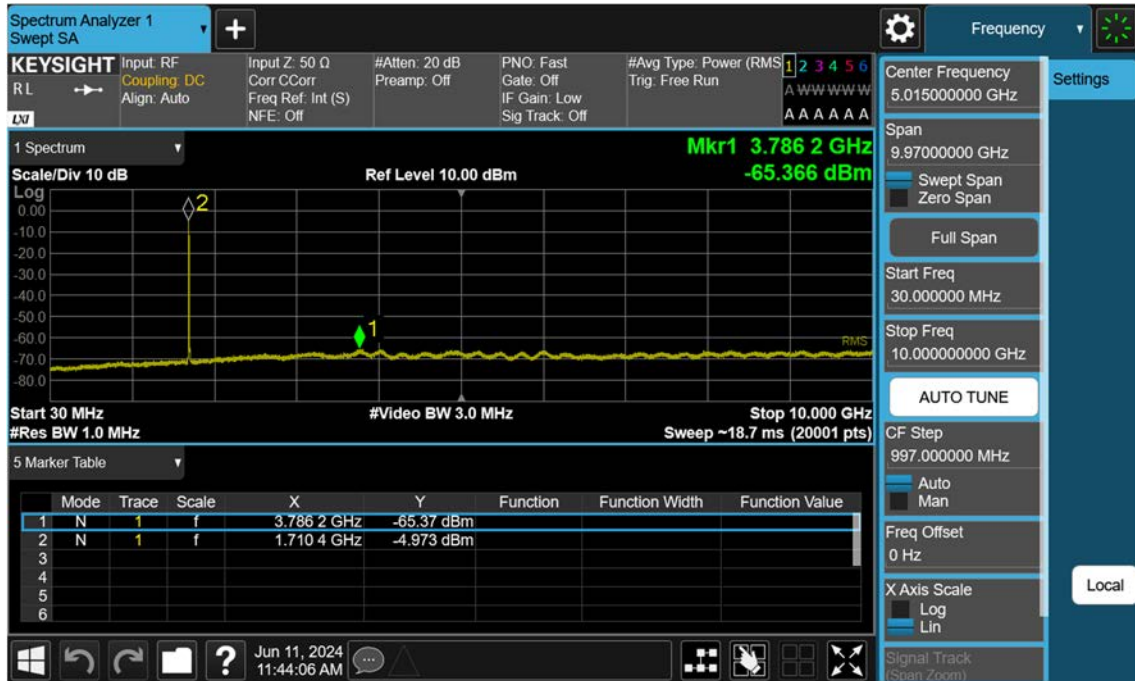 Spectrum Analyzer 1
Swept SA
+
Frequency
KEYSIGHT
R L
LXI
Input: RF
Coupling: DC
Align: Auto
Input Z: 50 Ω
Corr CCorr
Freq Ref: Int (S)
NFE: Off
#Atten: 20 dB
Preamp: Off
PNO: Fast
Gate: Off
IF Gain: Low
Sig Track: Off
#Avg Type: Power (RMS
Trig: Free Run
1 2 3 4 5 6
A W W W W W
A A A A A A
1 Spectrum
Scale/Div 10 dB
Ref Level 10.00 dBm
Mkr1 3.786 2 GHz
-65.366 dBm
Log
0.00
-10.0
-20.0
-30.0
-40.0
-50.0
-60.0
-70.0
-80.0
2
1
RMS
Start 30 MHz
#Video BW 3.0 MHz
Stop 10.000 GHz
#Res BW 1.0 MHz
Sweep ~18.7 ms (20001 pts)
5 Marker Table
Mode Trace Scale X Y Function Function Width Function Value
1 N 1 f 3.786 2 GHz -65.37 dBm
2 N 1 f 1.710 4 GHz -4.973 dBm
3
4
5
6
?
Jun 11, 2024
11:44:06 AM
Center Frequency
5.015000000 GHz
Span
9.97000000 GHz
Swept Span
Zero Span
Full Span
Start Freq
30.000000 MHz
Stop Freq
10.000000000 GHz
AUTO TUNE
CF Step
997.000000 MHz
Auto
Man
Freq Offset
0 Hz
X Axis Scale
Log
Lin
Signal Track
(Span Zoom)
Settings
Local